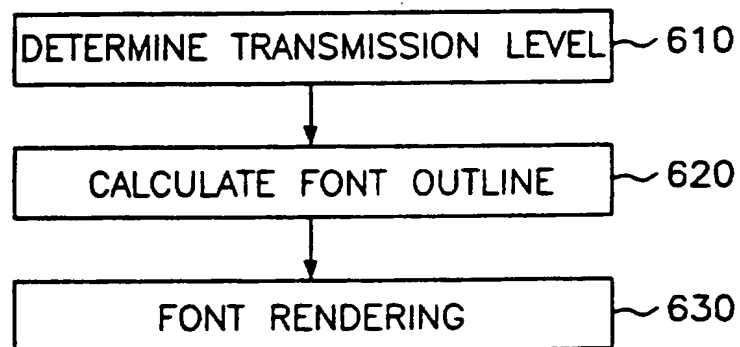 DETERMINE TRANSMISSION LEVEL 610
CALCULATE FONT OUTLINE 620
FONT RENDERING 630